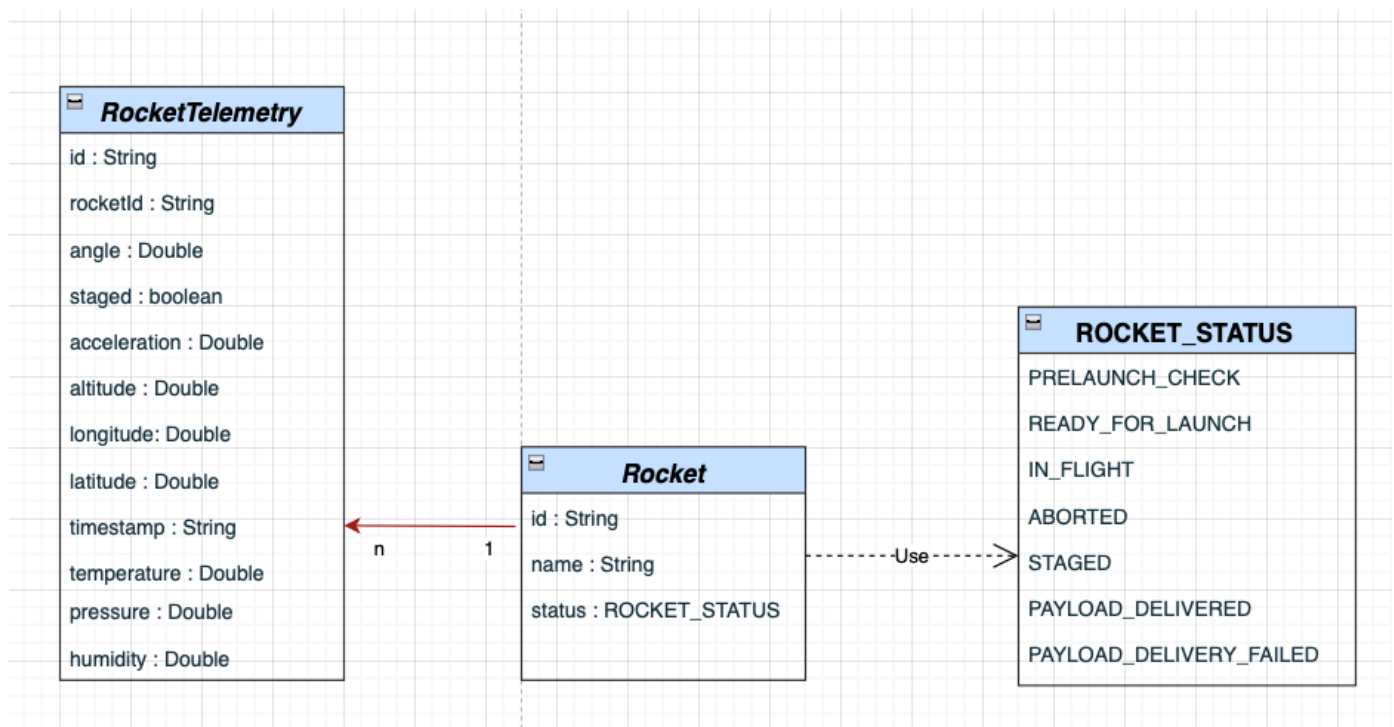 RocketTelemetry
id : String
rocketId : String
angle : Double
staged : boolean
acceleration : Double
altitude : Double
longitude: Double
latitude : Double
timestamp : String
temperature : Double
pressure : Double
humidity : Double
n
1
Rocket
id : String
name : String
status : ROCKET_STATUS
Use
ROCKET_STATUS
PRELAUNCH_CHECK
READY_FOR_LAUNCH
IN_FLIGHT
ABORTED
STAGED
PAYLOAD_DELIVERED
PAYLOAD_DELIVERY_FAILED